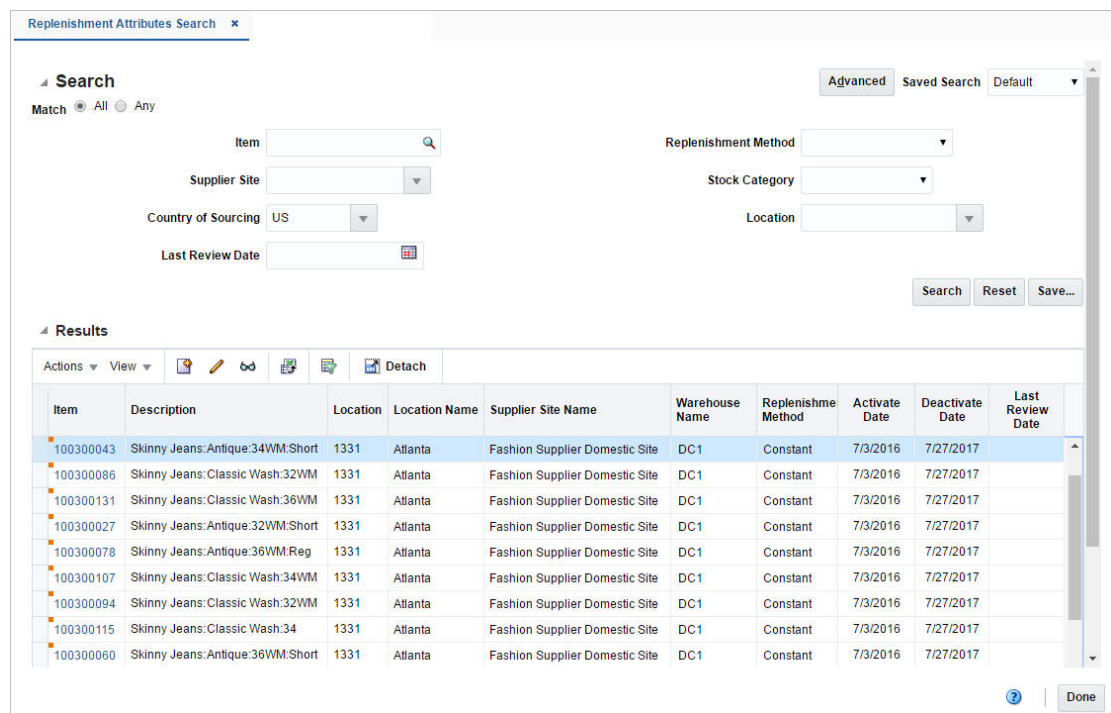 Replenishment Attributes Search ×
Search
Advanced Saved Search Default
Match All Any
Item
Replenishment Method
Supplier Site
Stock Category
Country of Sourcing US
Location
Last Review Date
Search Reset Save...
Results
Actions View Detach
Item Description Location Location Name Supplier Site Name Warehouse Name Replenishme Method Activate Date Deactivate Date Last Review Date
100300043 Skinny Jeans:Antique:34WM:Short 1331 Atlanta Fashion Supplier Domestic Site DC1 Constant 7/3/2016 7/27/2017
100300086 Skinny Jeans:Classic Wash:32WM 1331 Atlanta Fashion Supplier Domestic Site DC1 Constant 7/3/2016 7/27/2017
100300131 Skinny Jeans:Classic Wash:36WM 1331 Atlanta Fashion Supplier Domestic Site DC1 Constant 7/3/2016 7/27/2017
100300027 Skinny Jeans:Antique:32WM:Short 1331 Atlanta Fashion Supplier Domestic Site DC1 Constant 7/3/2016 7/27/2017
100300078 Skinny Jeans:Antique:36WM:Reg 1331 Atlanta Fashion Supplier Domestic Site DC1 Constant 7/3/2016 7/27/2017
100300107 Skinny Jeans:Classic Wash:34WM 1331 Atlanta Fashion Supplier Domestic Site DC1 Constant 7/3/2016 7/27/2017
100300094 Skinny Jeans:Classic Wash:32WM 1331 Atlanta Fashion Supplier Domestic Site DC1 Constant 7/3/2016 7/27/2017
100300115 Skinny Jeans:Classic Wash:34 1331 Atlanta Fashion Supplier Domestic Site DC1 Constant 7/3/2016 7/27/2017
100300060 Skinny Jeans:Antique:36WM:Short 1331 Atlanta Fashion Supplier Domestic Site DC1 Constant 7/3/2016 7/27/2017
? Done